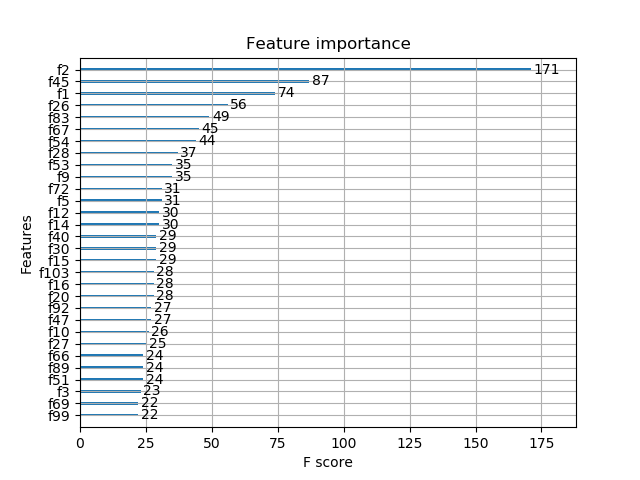 Feature importance
f2 171
f45 87
f1 74
f26 56
f83 49
f67 45
f54 44
f28 37
f53 35
f9 35
f72 31
f5 31
f12 30
f14 30
f40 29
f30 29
f15 29
f103 28
f16 28
f20 28
f92 27
f47 27
f10 26
f27 25
f66 24
f89 24
f51 24
f3 23
f69 22
f99 22
Features
0 25 50 75 100 125 150 175
F score